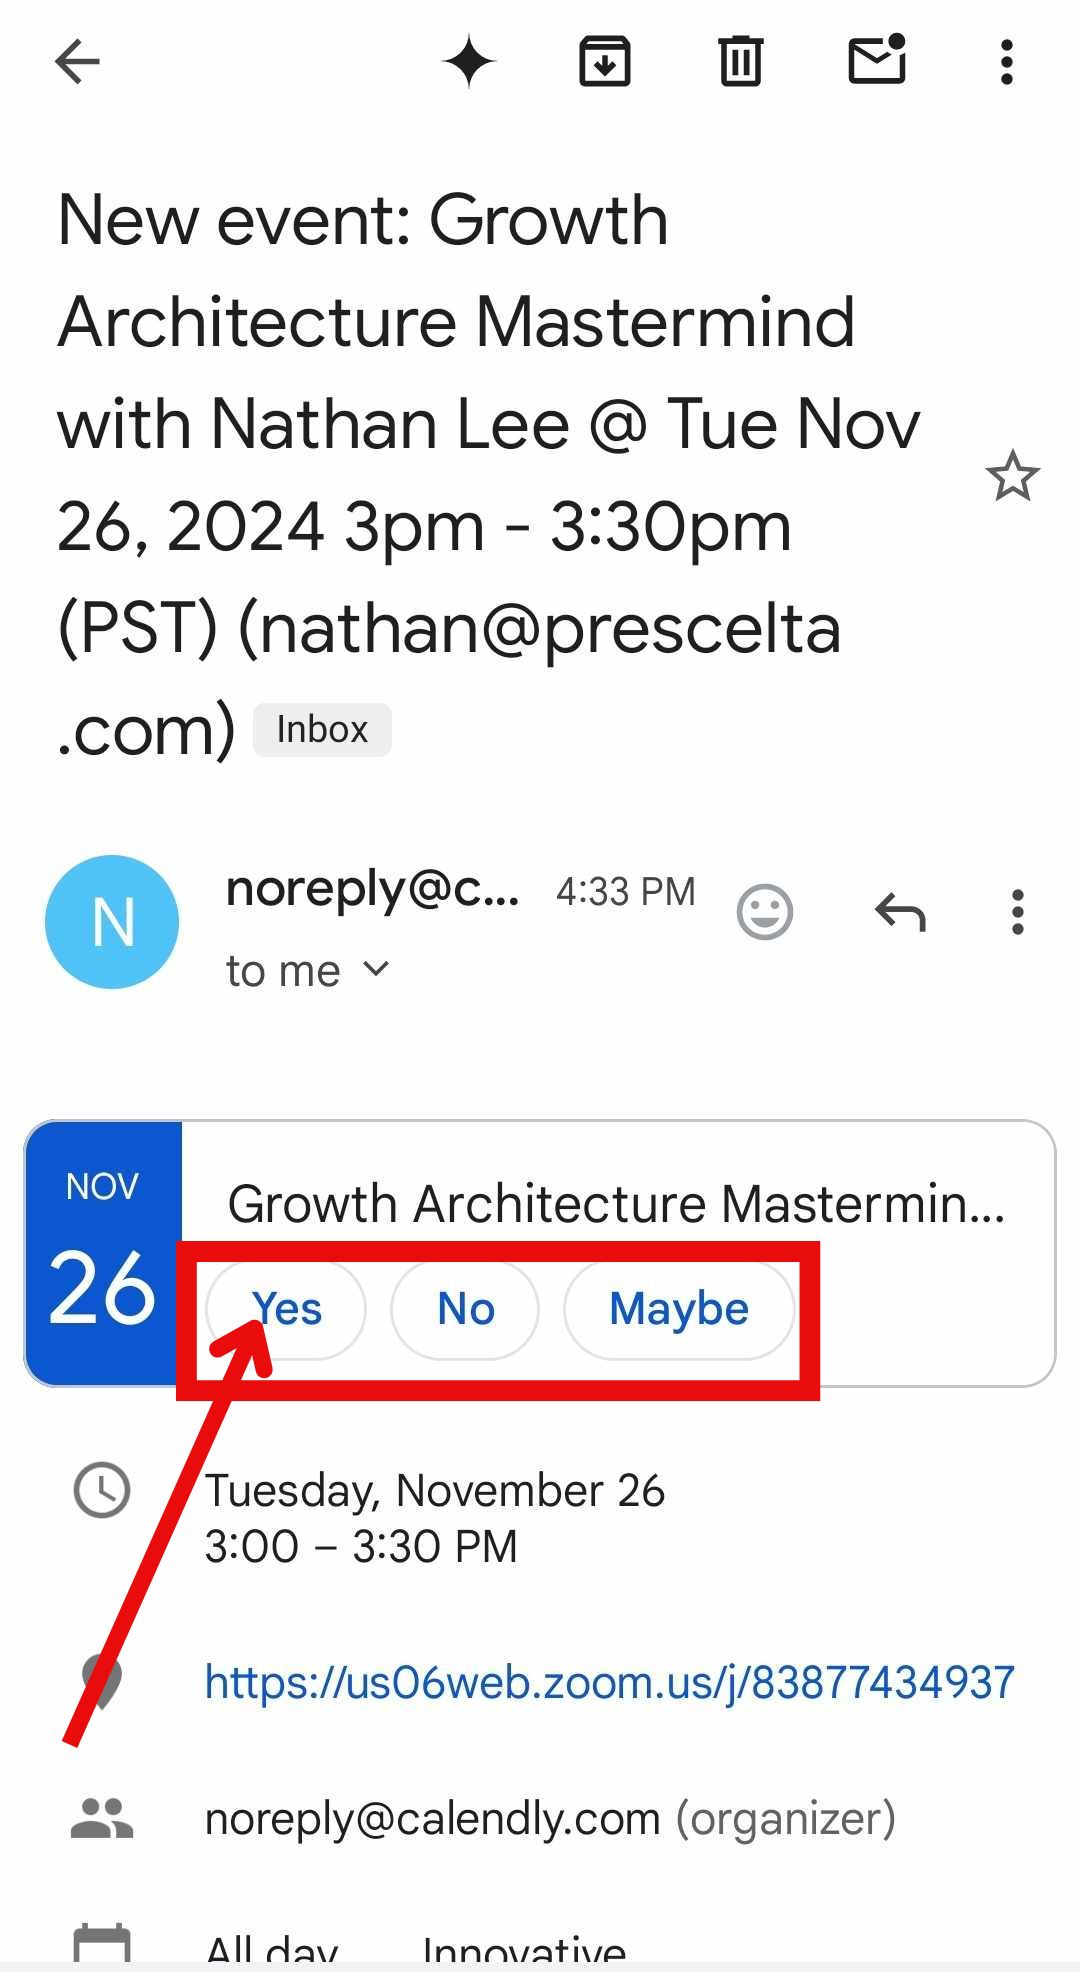 New event: Growth
Architecture Mastermind
with Nathan Lee @ Tue Nov
26, 2024 3pm - 3:30pm
(PST) (nathan@prescelta
.com) Inbox
N
noreply@c... 4:33 PM
to me
NOV
26
Growth Architecture Mastermin...
Yes No Maybe
Tuesday, November 26
3:00 – 3:30 PM
https://us06web.zoom.us/j/83877434937
noreply@calendly.com (organizer)
All day Innovative